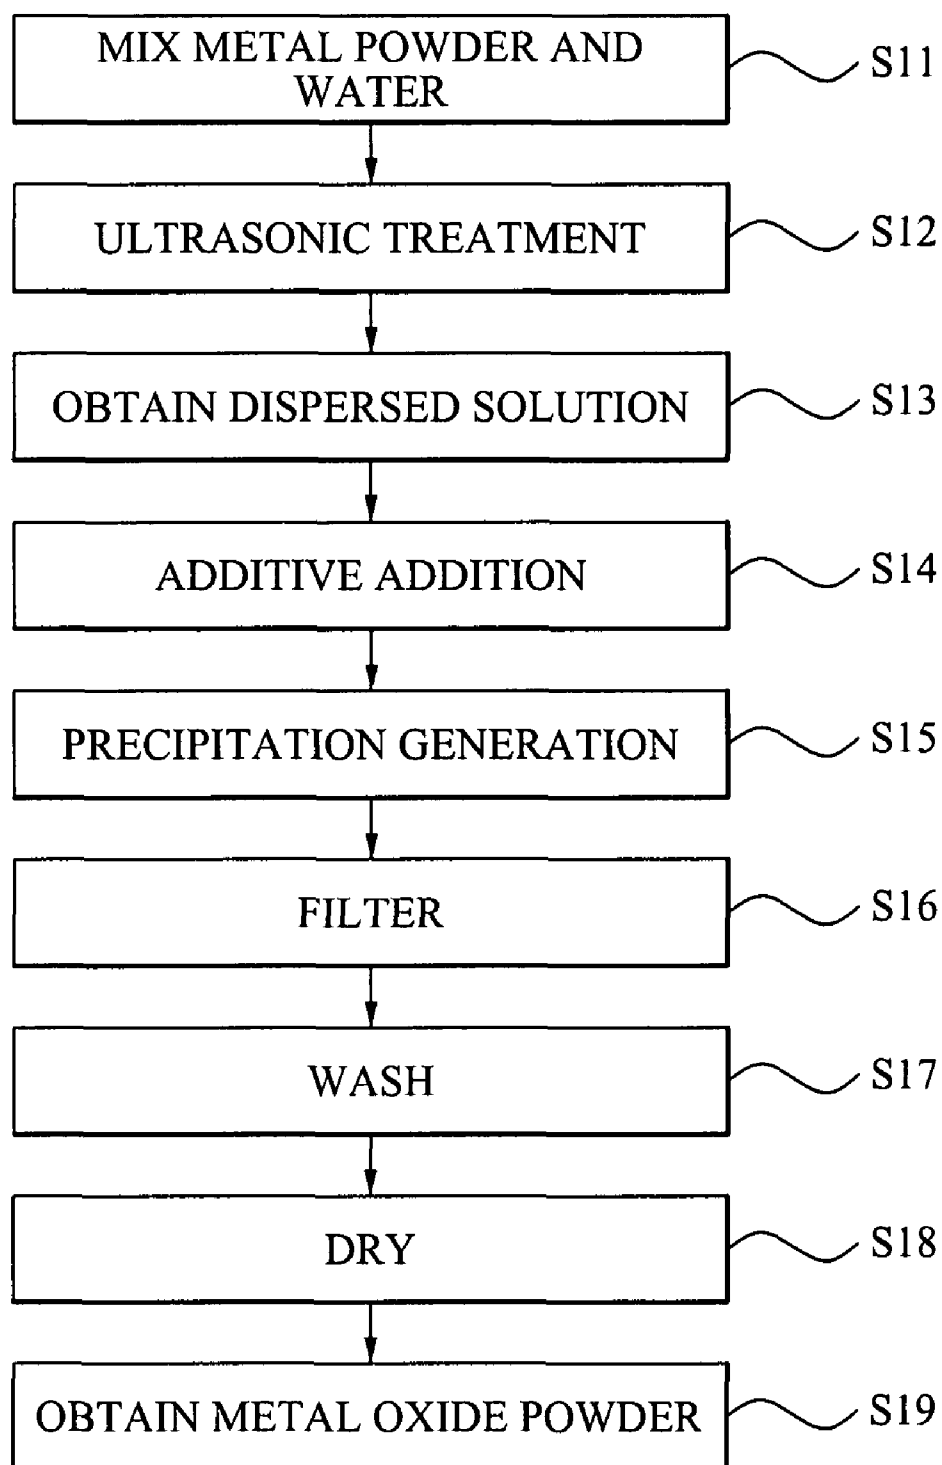 MIX METAL POWDER AND
WATER
S11
ULTRASONIC TREATMENT
S12
OBTAIN DISPERSED SOLUTION
S13
ADDITIVE ADDITION
S14
PRECIPITATION GENERATION
S15
FILTER
S16
WASH
S17
DRY
S18
OBTAIN METAL OXIDE POWDER
S19